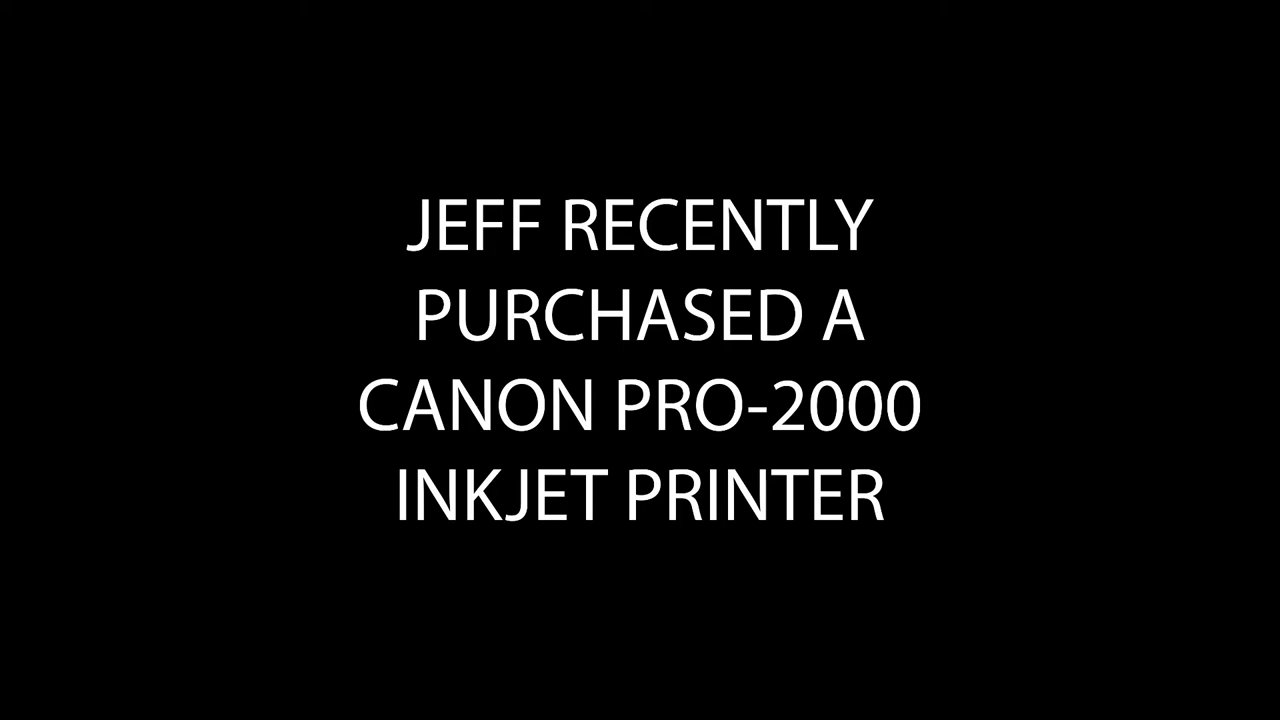 JEFF RECENTLY
PURCHASED A
CANON PRO-2000
INKJET PRINTER